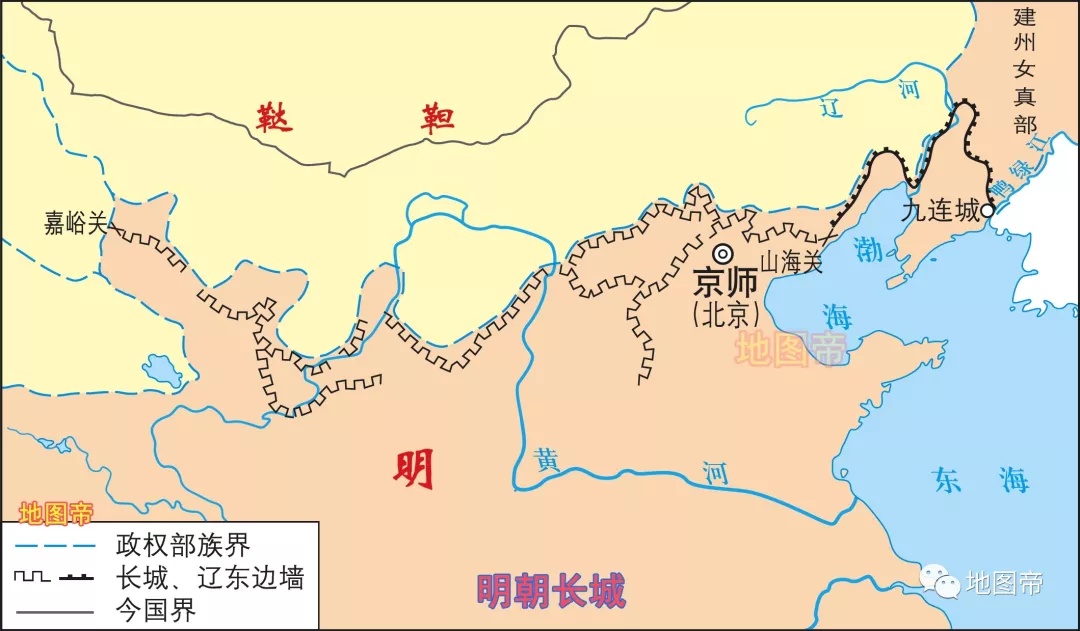 建州女真部
鞑靼
辽河
鸭绿江
嘉峪关
九连城
山海关
渤海
京师
(北京)
地图帝
明
黄河
东海
地图帝
政权部族界
长城、辽东边墙
今国界
明朝长城
地图帝